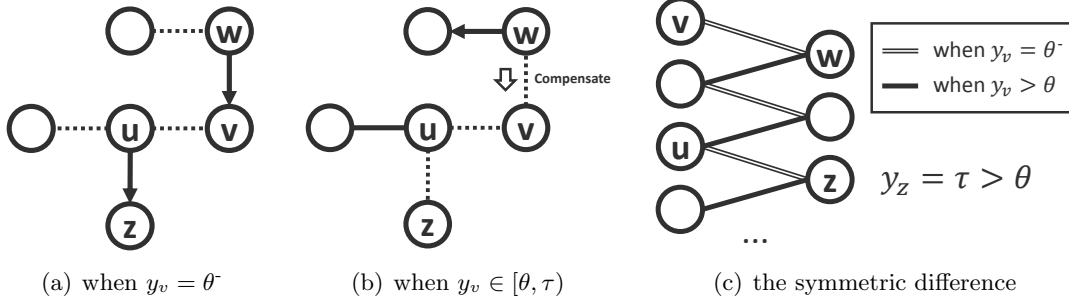 w
u
v
z
(a) when y_v = θ⁻
w
Compensate
u
v
z
(b) when y_v ∈ [θ, τ)
v
w
u
z
...
when y_v = θ⁻
when y_v > θ
y_z = τ > θ
(c) the symmetric difference